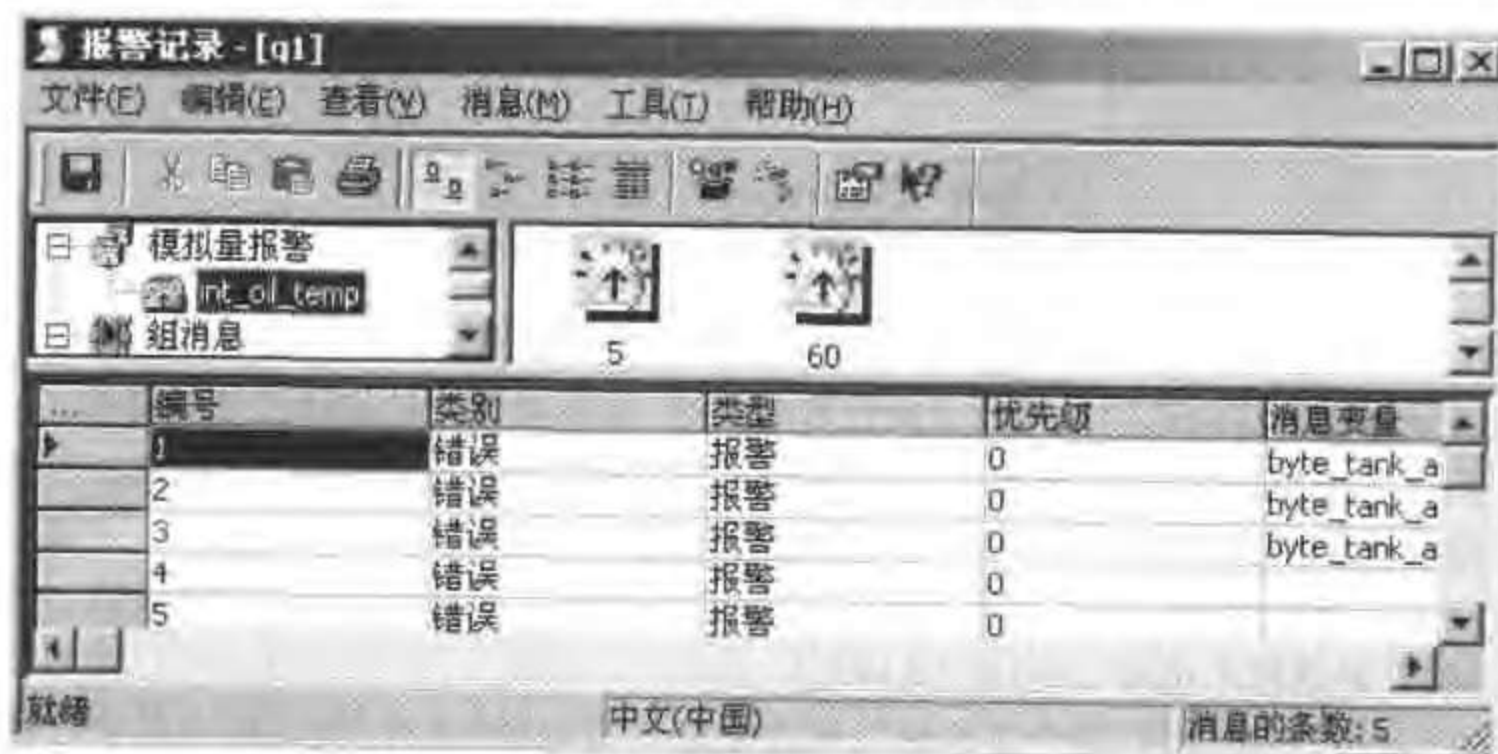 报警记录 - [q1]
文件(F) 编辑(E) 查看(V) 消息(M) 工具(T) 帮助(H)
模拟量报警
int_oil_temp
组消息
5 60
... 编号 类别 类型 优先级 消息变量
1 错误 报警 0 byte_tank_a
2 错误 报警 0 byte_tank_a
3 错误 报警 0 byte_tank_a
4 错误 报警 0
5 错误 报警 0
就绪 中文(中国) 消息的条数: 5